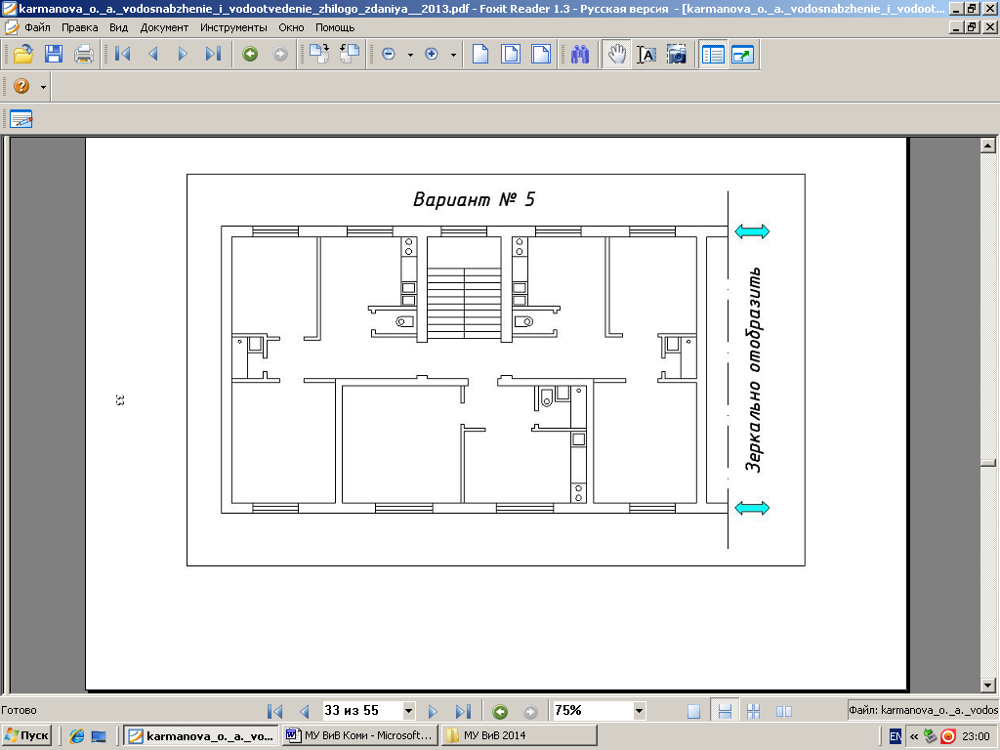 karmanova_o._a._vodosnabzhenie_i_vodootvedenie_zhilogo_zdaniya__2013.pdf - Foxit Reader 1.3 - Русская версия - [karmanova_o._a._vodosnabzhenie_i_vodoot...
Файл Правка Вид Документ Инструменты Окно Помощь
Вариант № 5
Зеркально отобразить
33
Готово
33 из 55
75%
Файл: karmanova_o._a._vodos
Пуск
karmanova_o._a._vo...
МУ ВиВ Коми - Microsoft...
МУ ВиВ 2014
EN
23:00